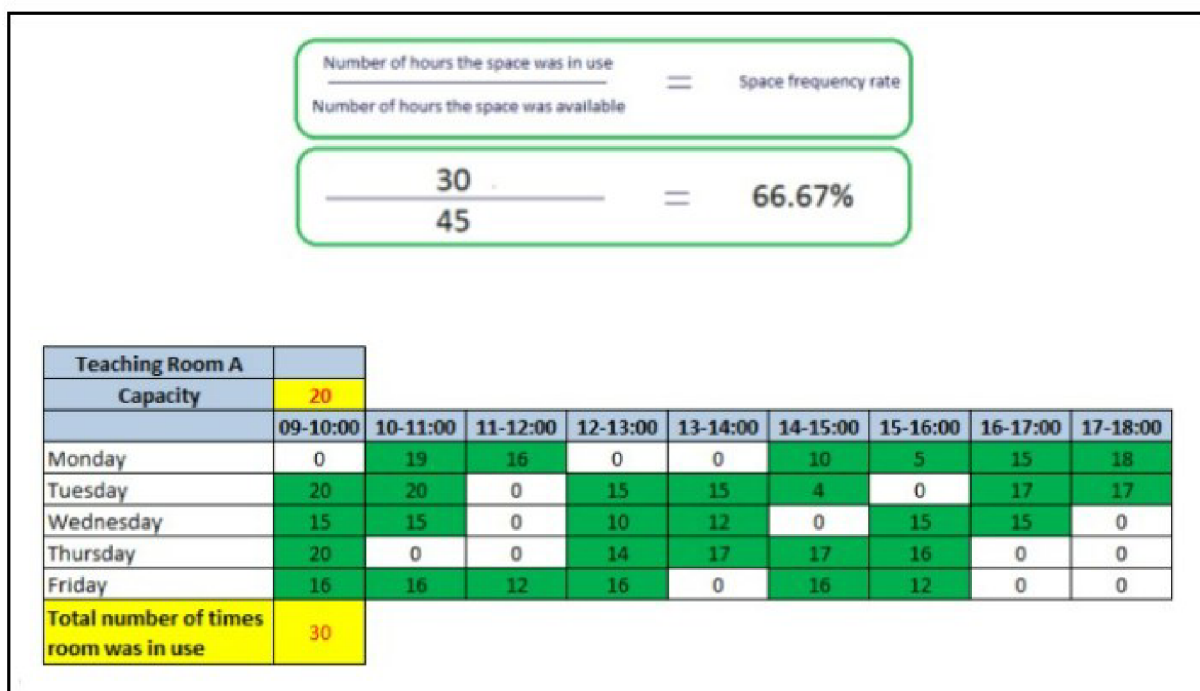 Number of hours the space was in use
Number of hours the space was available
= Space frequency rate
30
45
= 66.67%
Teaching Room A
Capacity 20
09-10:00 10-11:00 11-12:00 12-13:00 13-14:00 14-15:00 15-16:00 16-17:00 17-18:00
Monday 0 19 16 0 0 10 5 15 18
Tuesday 20 20 0 15 15 4 0 17 17
Wednesday 15 15 0 10 12 0 15 15 0
Thursday 20 0 0 14 17 17 16 0 0
Friday 16 16 12 16 0 16 12 0 0
Total number of times
room was in use 30